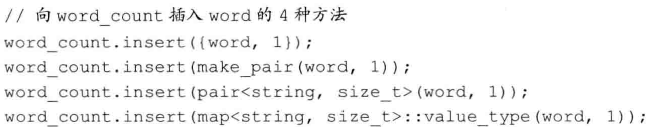 // 向 word_count 插入 word 的 4 种方法
word_count.insert({word, 1});
word_count.insert(make_pair(word, 1));
word_count.insert(pair<string, size_t>(word, 1));
word_count.insert(map<string, size_t>::value_type(word, 1));